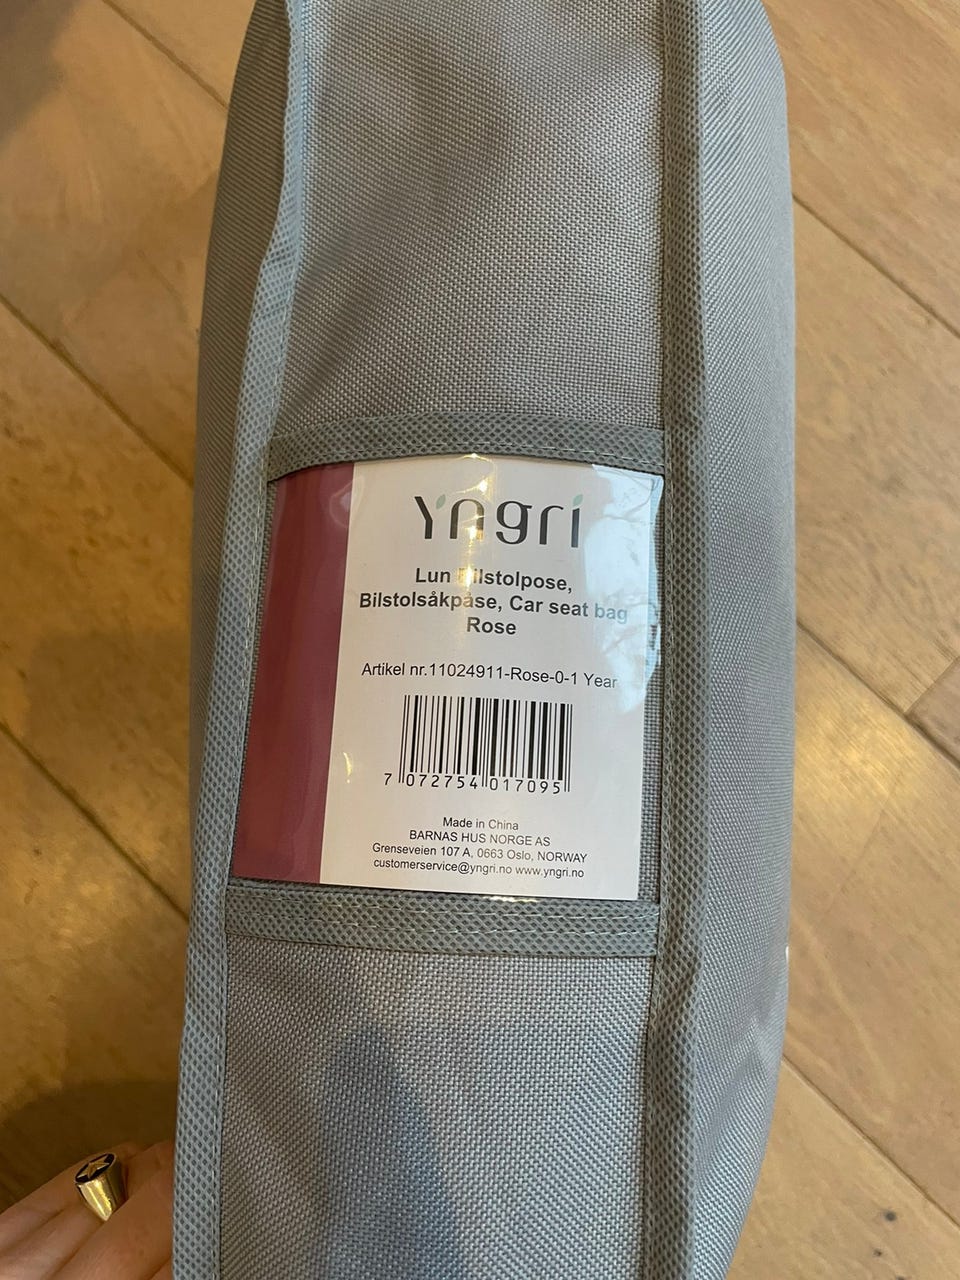 Yngri
Lun Bilstolpose,
Bilstolsåkpåse, Car seat bag
Rose
Artikel nr.11024911-Rose-0-1 Year
7 072754 017095
Made in China
BARNAS HUS NORGE AS
Grenseveien 107 A, 0663 Oslo, NORWAY
customerservice@yngri.no www.yngri.no